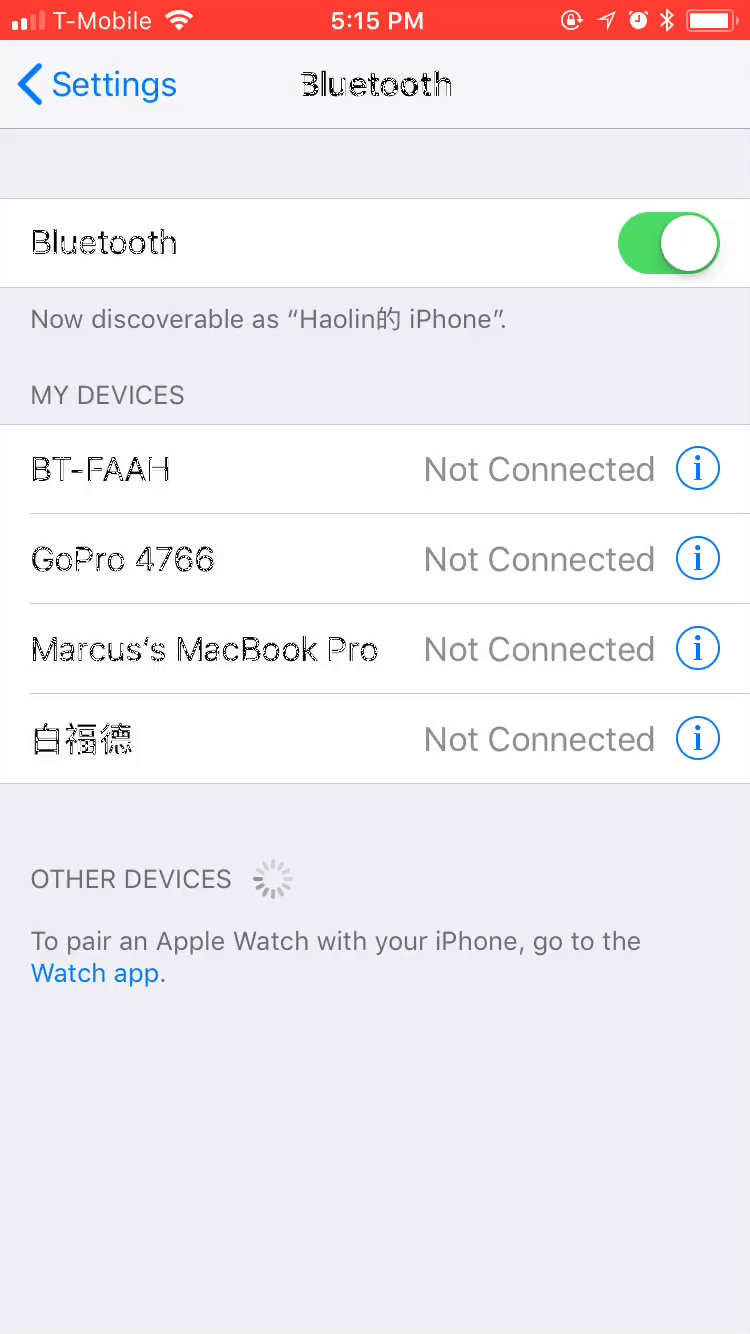 T-Mobile 5:15 PM
Settings Bluetooth
Bluetooth
Now discoverable as “Haolin的 iPhone”.
MY DEVICES
BT-FAAH Not Connected i
GoPro 4766 Not Connected i
Marcus‘s MacBook Pro Not Connected i
白福德 Not Connected i
OTHER DEVICES
To pair an Apple Watch with your iPhone, go to the
Watch app.